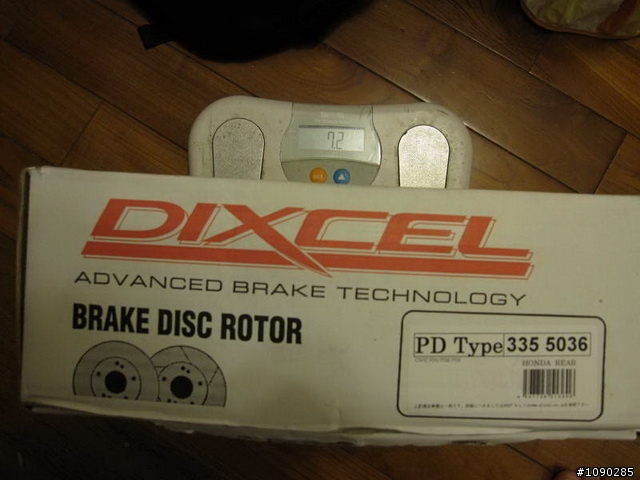 7.2
DIXCEL
ADVANCED BRAKE TECHNOLOGY
BRAKE DISC ROTOR
PD Type 335 5036
HONDA REAR
#1090285